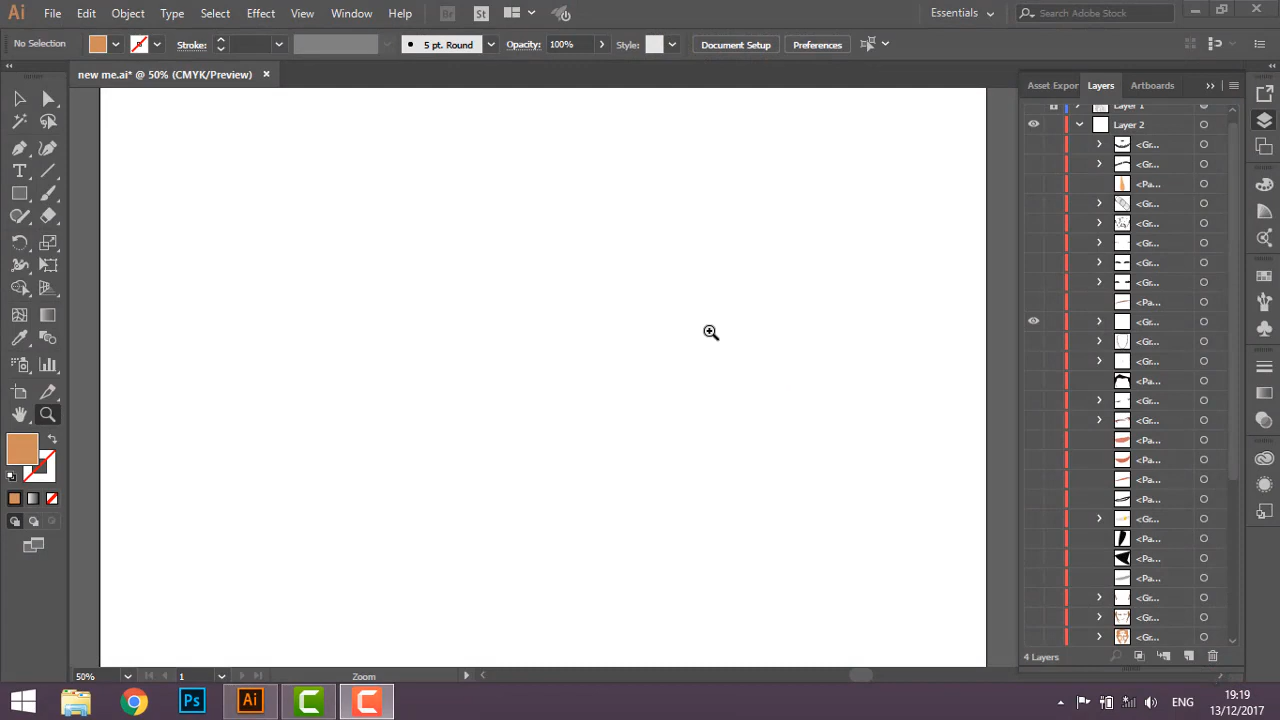 Ai File Edit Object Type Select Effect View Window Help Br St Essentials Search Adobe Stock
No Selection Stroke: 5 pt. Round Opacity: 100% Style: Document Setup Preferences
new me.ai* @ 50% (CMYK/Preview) ×
Asset Expor Layers Artboards
Layer 1
Layer 2
<Gr...
<Gr...
<Pa...
<Gr...
<Gr...
<Gr...
<Gr...
<Gr...
<Pa...
<Gr...
<Gr...
<Gr...
<Pa...
<Gr...
<Gr...
<Pa...
<Pa...
<Pa...
<Pa...
<Gr...
<Pa...
<Pa...
<Pa...
<Gr...
<Gr...
<Gr...
4 Layers
50% 1 Zoom
Ps Ai ENG 19:19
13/12/2017